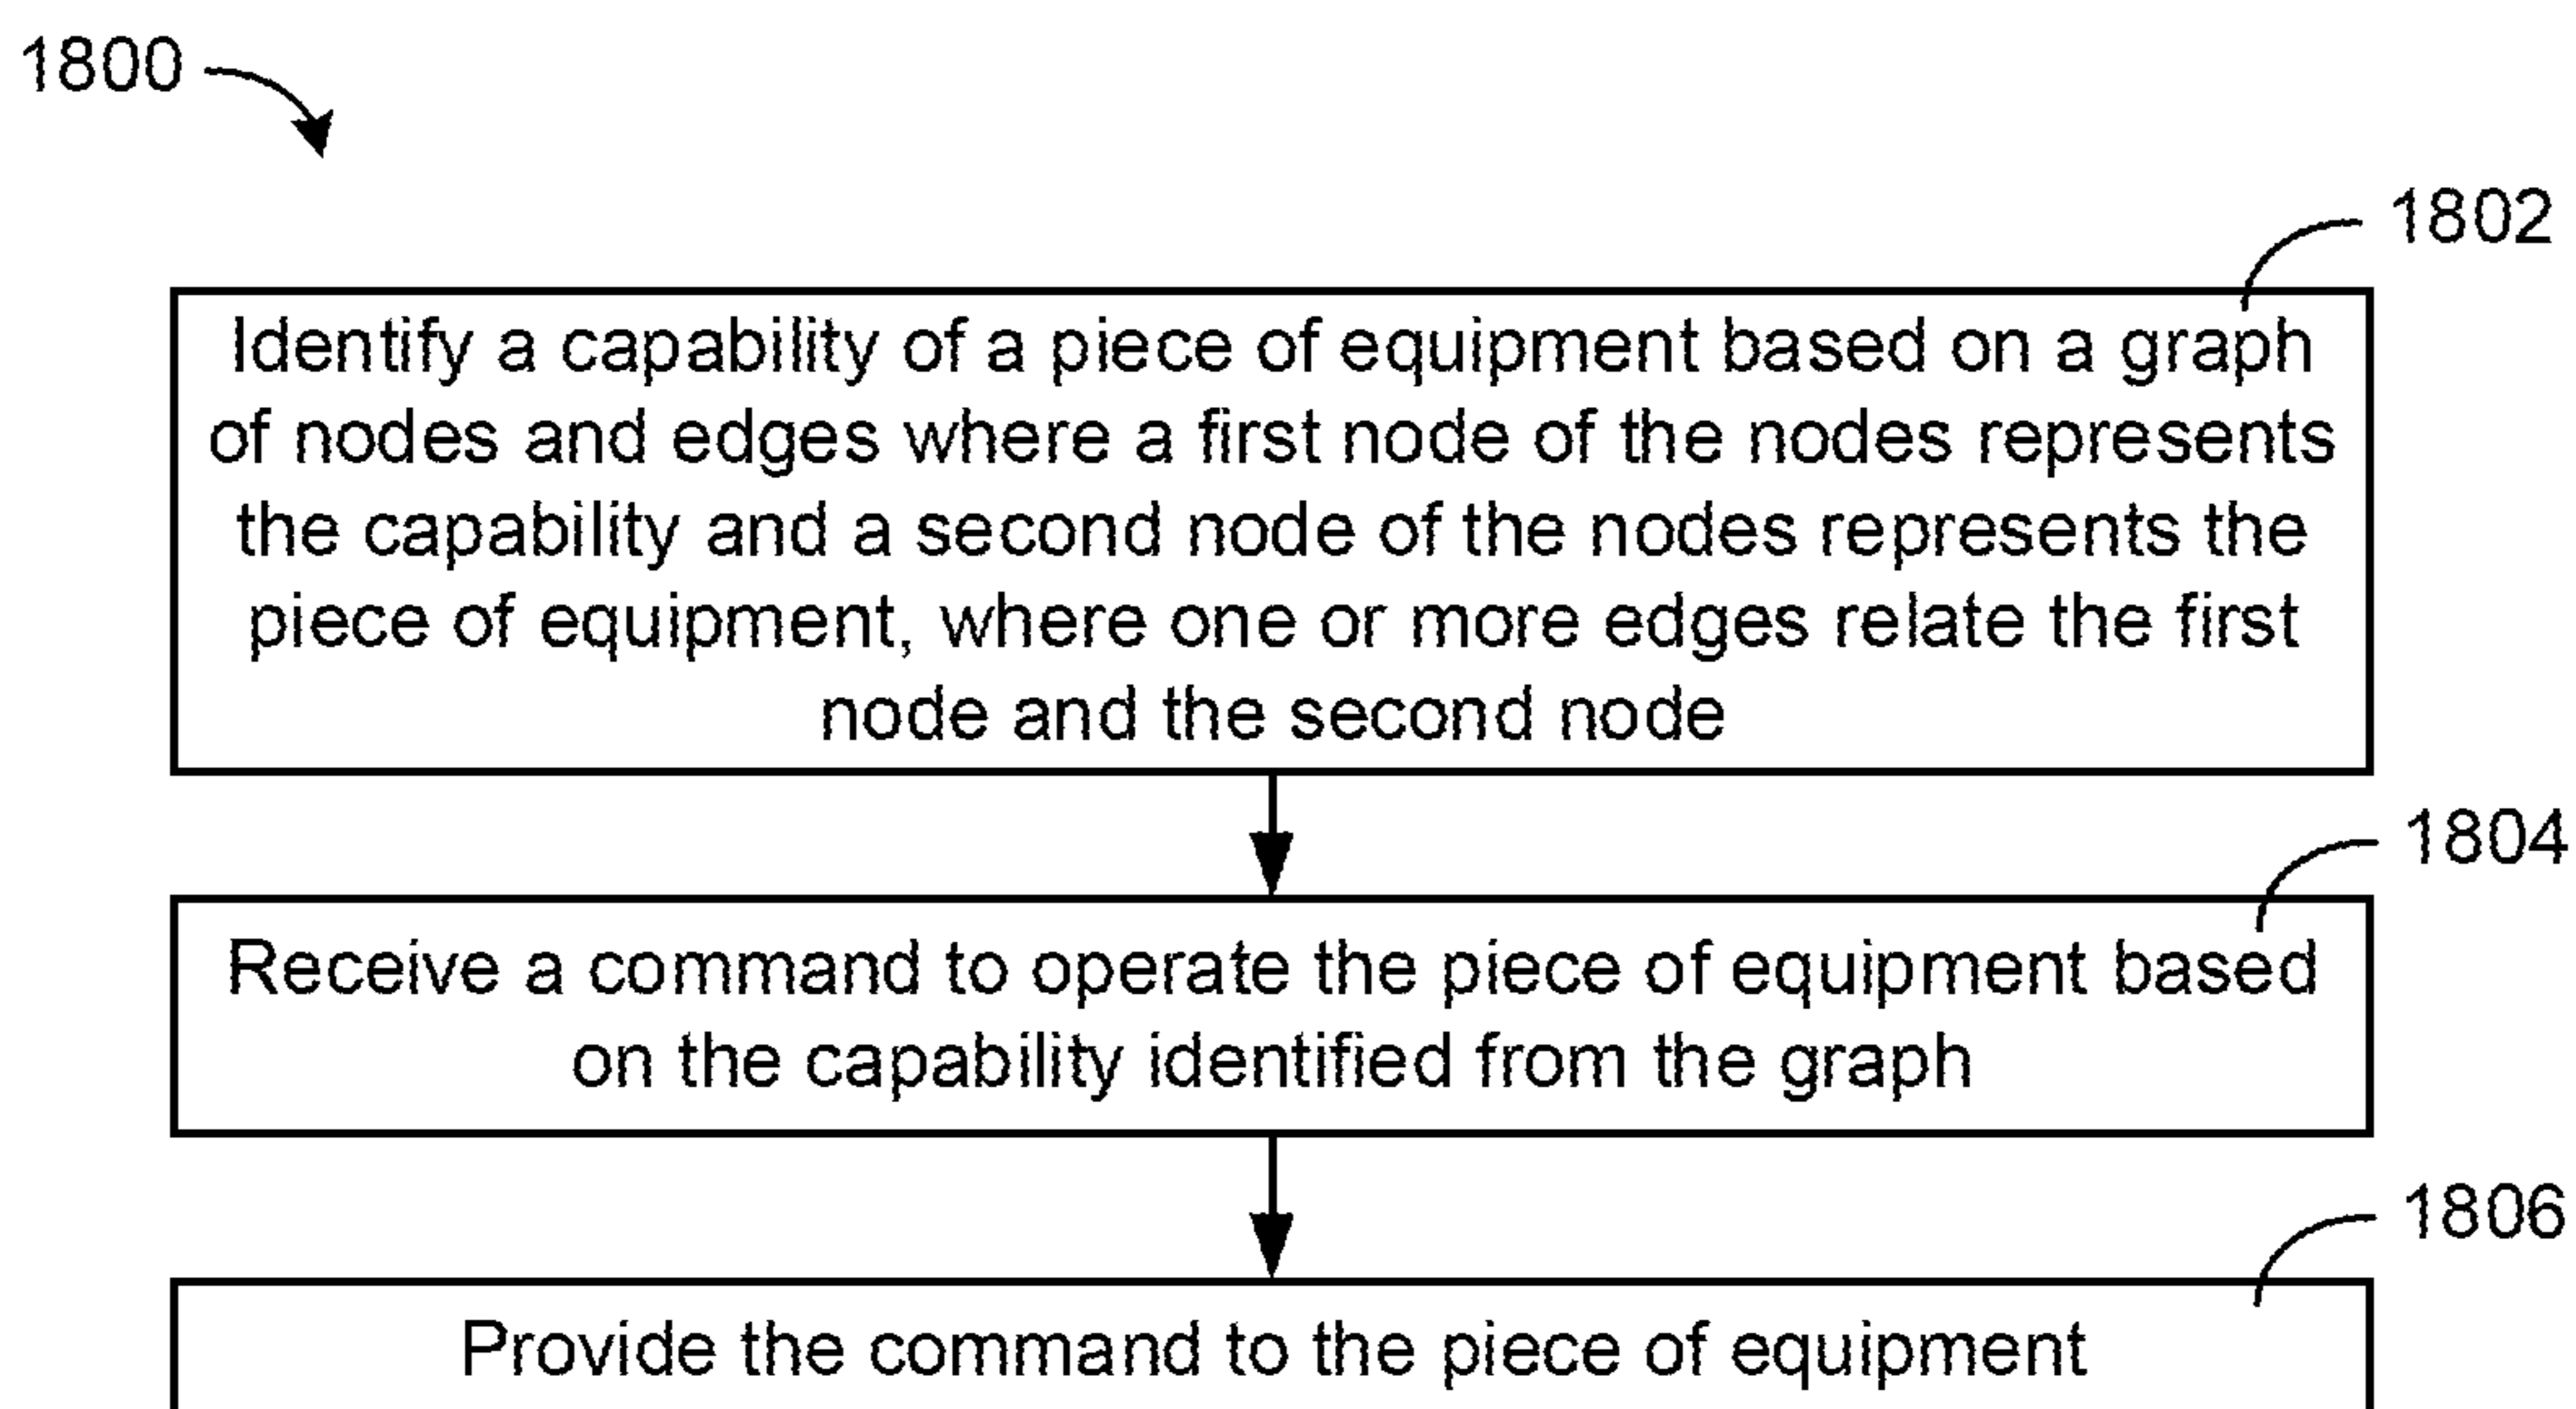 1800
1802
Identify a capability of a piece of equipment based on a graph
of nodes and edges where a first node of the nodes represents
the capability and a second node of the nodes represents the
piece of equipment, where one or more edges relate the first
node and the second node
1804
Receive a command to operate the piece of equipment based
on the capability identified from the graph
1806
Provide the command to the piece of equipment